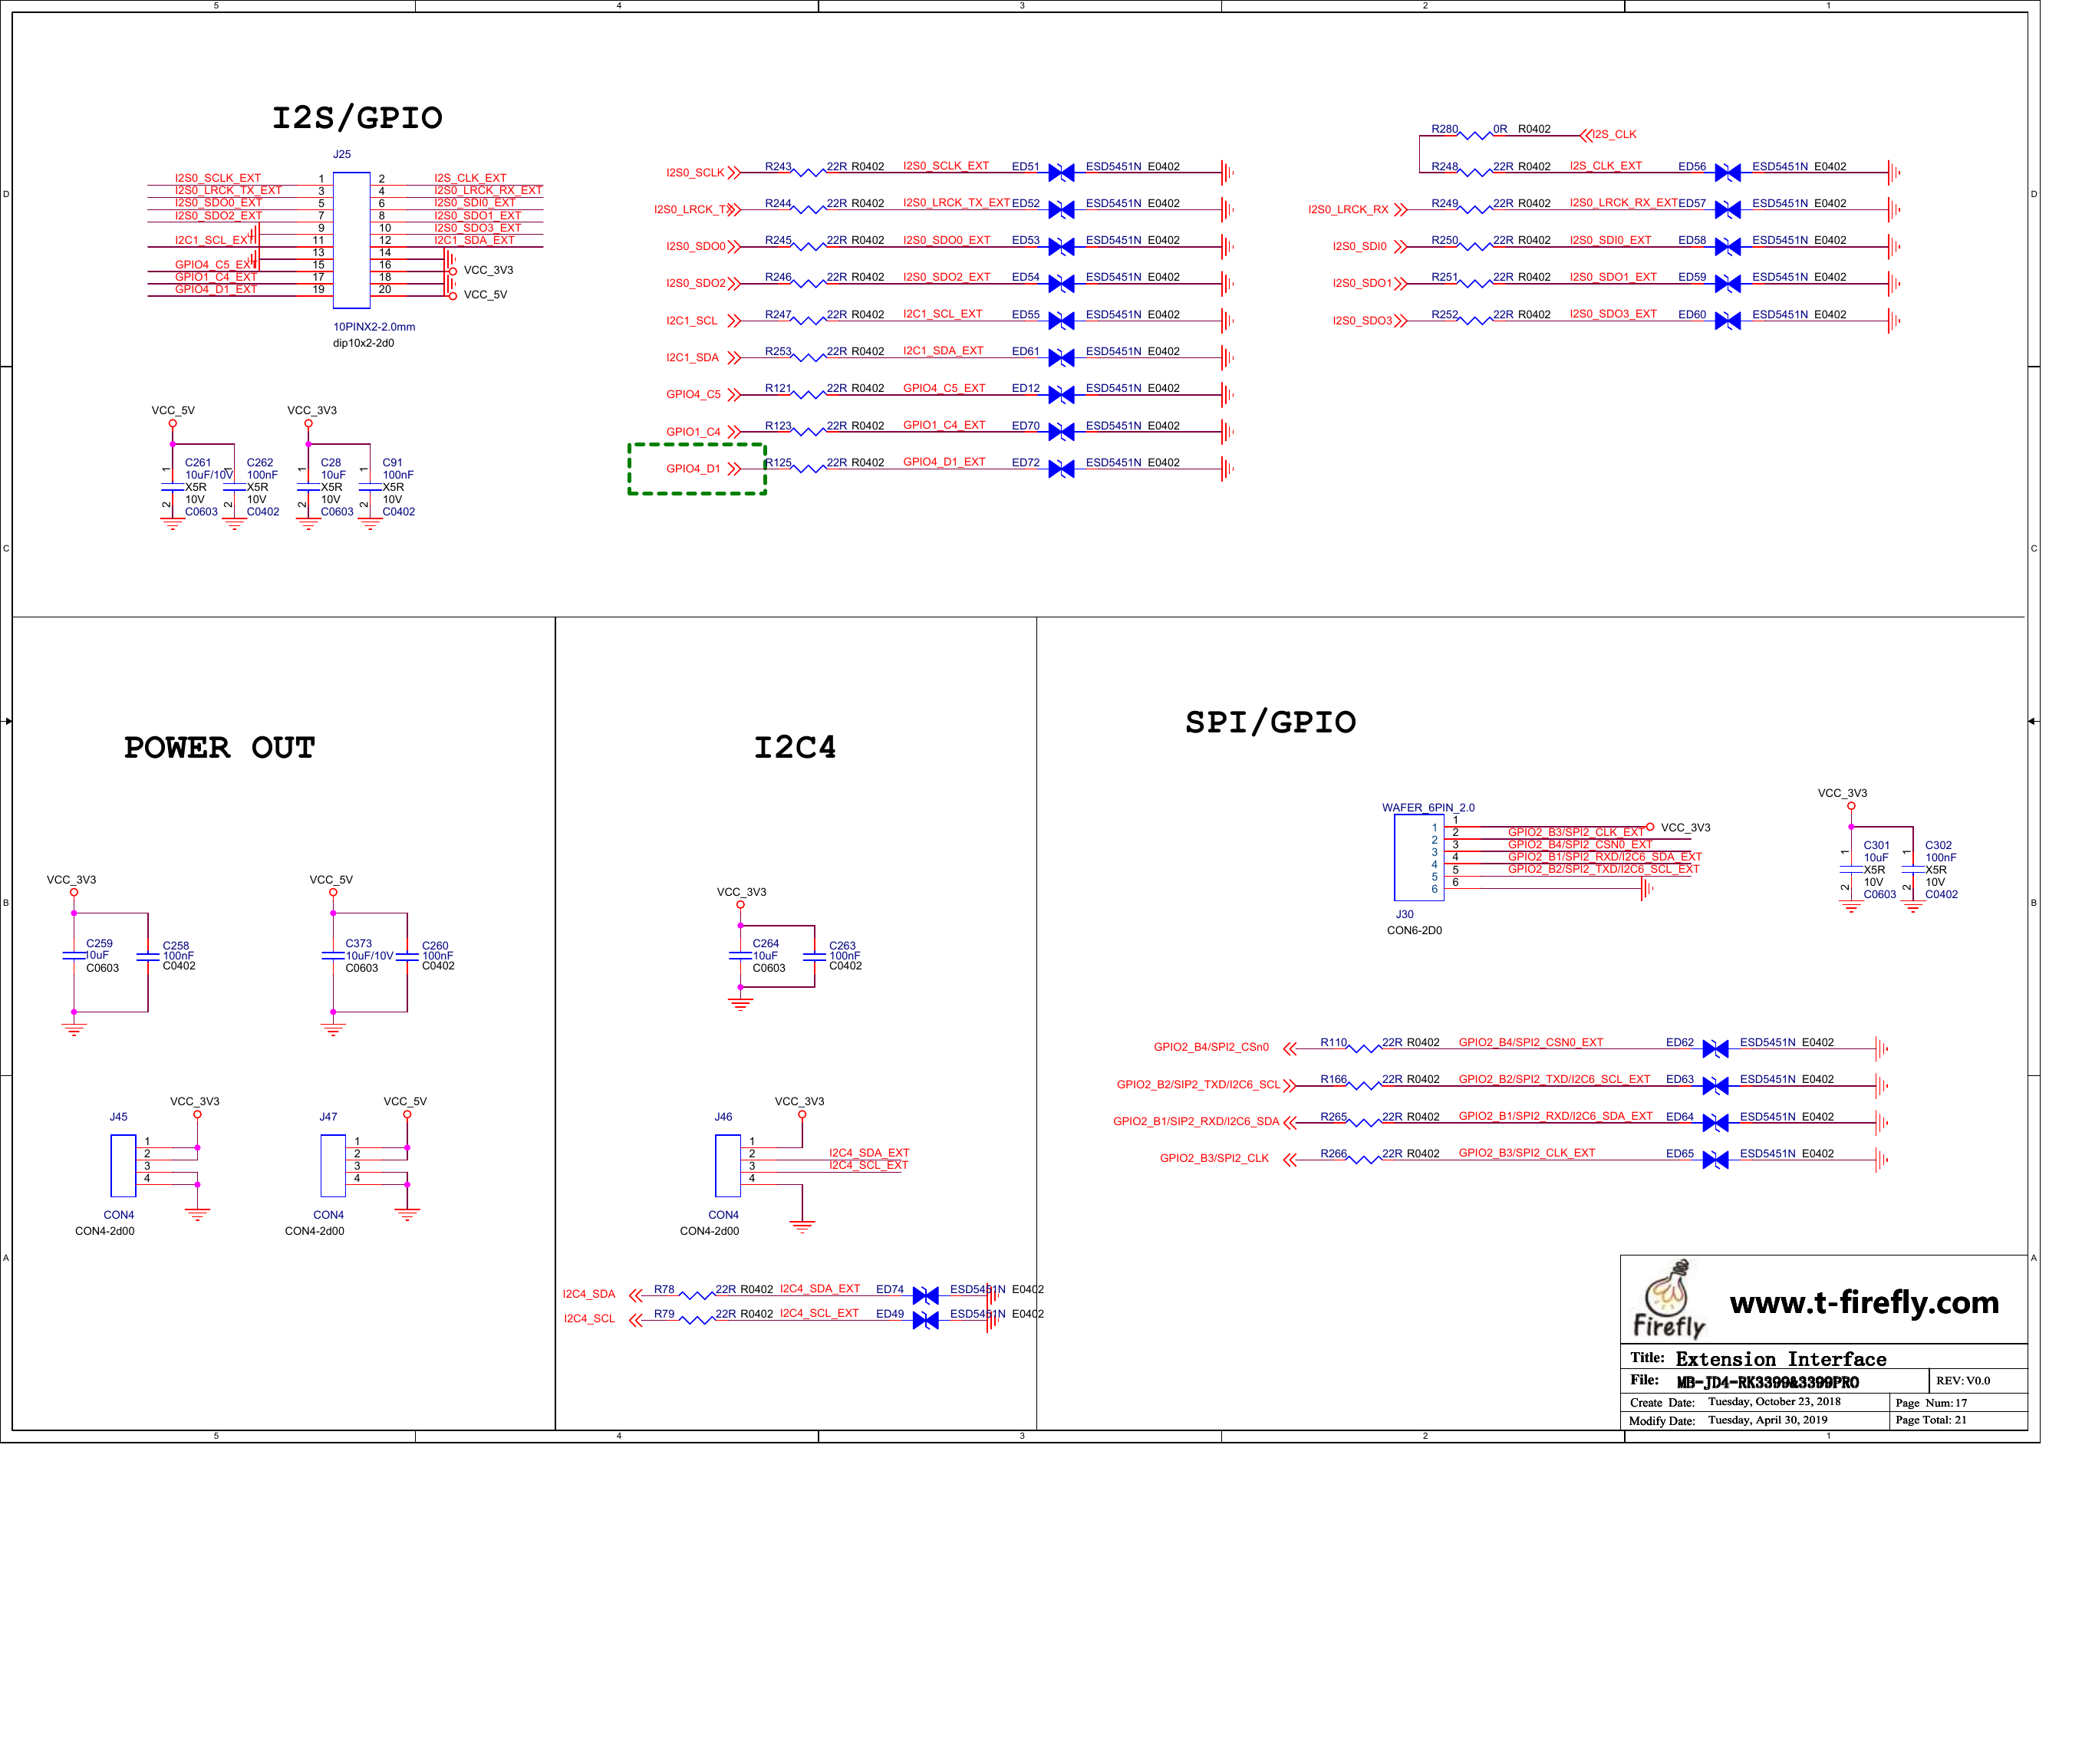 5 4 3 2 1
D D
C C
B B
A A
I2S/GPIO
J25
I2S0_SCLK_EXT 1 2 I2S_CLK_EXT
I2S0_LRCK_TX_EXT 3 4 I2S0_LRCK_RX_EXT
I2S0_SDO0_EXT 5 6 I2S0_SDI0_EXT
I2S0_SDO2_EXT 7 8 I2S0_SDO1_EXT
9 10 I2S0_SDO3_EXT
I2C1_SCL_EXT 11 12 I2C1_SDA_EXT
13 14
GPIO4_C5_EXT 15 16 VCC_3V3
GPIO1_C4_EXT 17 18
GPIO4_D1_EXT 19 20 VCC_5V
10PINX2-2.0mm
dip10x2-2d0
VCC_5V VCC_3V3
1 C261 10uF/10V X5R 10V C0603 2
1 C262 100nF X5R 10V C0402 2
1 C28 10uF X5R 10V C0603 2
1 C91 100nF X5R 10V C0402 2
I2S0_SCLK R243 22R R0402 I2S0_SCLK_EXT ED51 ESD5451N E0402
I2S0_LRCK_TX R244 22R R0402 I2S0_LRCK_TX_EXT ED52 ESD5451N E0402
I2S0_SDO0 R245 22R R0402 I2S0_SDO0_EXT ED53 ESD5451N E0402
I2S0_SDO2 R246 22R R0402 I2S0_SDO2_EXT ED54 ESD5451N E0402
I2C1_SCL R247 22R R0402 I2C1_SCL_EXT ED55 ESD5451N E0402
I2C1_SDA R253 22R R0402 I2C1_SDA_EXT ED61 ESD5451N E0402
GPIO4_C5 R121 22R R0402 GPIO4_C5_EXT ED12 ESD5451N E0402
GPIO1_C4 R123 22R R0402 GPIO1_C4_EXT ED70 ESD5451N E0402
GPIO4_D1 R125 22R R0402 GPIO4_D1_EXT ED72 ESD5451N E0402
R280 0R R0402 I2S_CLK
R248 22R R0402 I2S_CLK_EXT ED56 ESD5451N E0402
I2S0_LRCK_RX R249 22R R0402 I2S0_LRCK_RX_EXT ED57 ESD5451N E0402
I2S0_SDI0 R250 22R R0402 I2S0_SDI0_EXT ED58 ESD5451N E0402
I2S0_SDO1 R251 22R R0402 I2S0_SDO1_EXT ED59 ESD5451N E0402
I2S0_SDO3 R252 22R R0402 I2S0_SDO3_EXT ED60 ESD5451N E0402
POWER OUT
VCC_3V3 VCC_5V
C259 10uF C0603
C258 100nF C0402
C373 10uF/10V C0603
C260 100nF C0402
VCC_3V3 VCC_5V
J45 1 2 3 4 CON4 CON4-2d00
J47 1 2 3 4 CON4 CON4-2d00
I2C4
VCC_3V3
C264 10uF C0603
C263 100nF C0402
VCC_3V3
J46
1
2 I2C4_SDA_EXT
3 I2C4_SCL_EXT
4
CON4
CON4-2d00
I2C4_SDA R78 22R R0402 I2C4_SDA_EXT ED74 ESD5451N E0402
I2C4_SCL R79 22R R0402 I2C4_SCL_EXT ED49 ESD5451N E0402
SPI/GPIO
WAFER_6PIN_2.0
1 1 VCC_3V3
2 2 GPIO2_B3/SPI2_CLK_EXT
3 3 GPIO2_B4/SPI2_CSN0_EXT
4 4 GPIO2_B1/SPI2_RXD/I2C6_SDA_EXT
5 5 GPIO2_B2/SPI2_TXD/I2C6_SCL_EXT
6 6
J30
CON6-2D0
VCC_3V3
1 C301 10uF X5R 10V C0603 2
1 C302 100nF X5R 10V C0402 2
GPIO2_B4/SPI2_CSn0 R110 22R R0402 GPIO2_B4/SPI2_CSN0_EXT ED62 ESD5451N E0402
GPIO2_B2/SIP2_TXD/I2C6_SCL R166 22R R0402 GPIO2_B2/SPI2_TXD/I2C6_SCL_EXT ED63 ESD5451N E0402
GPIO2_B1/SIP2_RXD/I2C6_SDA R265 22R R0402 GPIO2_B1/SPI2_RXD/I2C6_SDA_EXT ED64 ESD5451N E0402
GPIO2_B3/SPI2_CLK R266 22R R0402 GPIO2_B3/SPI2_CLK_EXT ED65 ESD5451N E0402
Firefly www.t-firefly.com
Title: Extension Interface
File: MB-JD4-RK3399&3399PRO REV: V0.0
Create Date: Tuesday, October 23, 2018 Page Num: 17
Modify Date: Tuesday, April 30, 2019 Page Total: 21
5 4 3 2 1